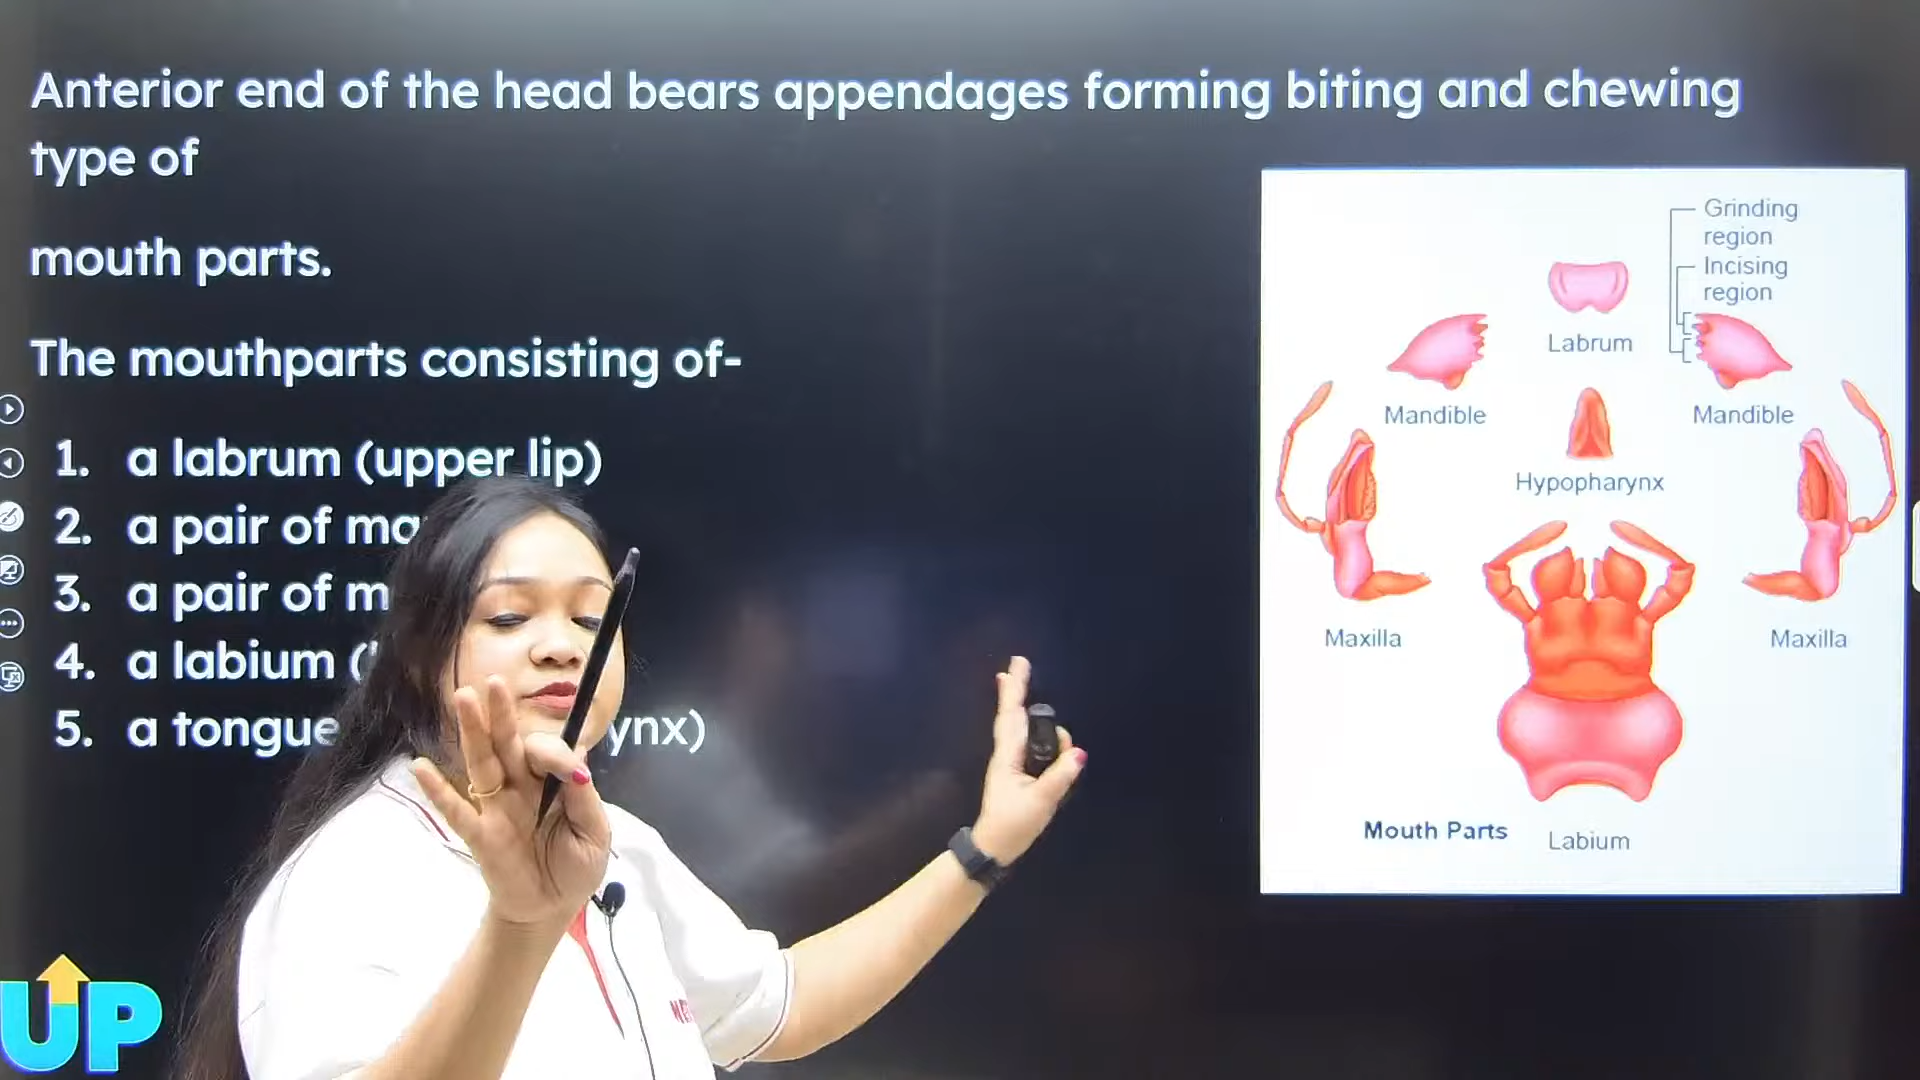 Anterior end of the head bears appendages forming biting and chewing
type of
mouth parts.
The mouthparts consisting of-
1. a labrum (upper lip)
2. a pair of
3. a pair of
4. a labium
5. a tongue
Grinding
region
Incising
region
Labrum
Mandible
Mandible
Hypopharynx
Maxilla
Maxilla
Mouth Parts
Labium
UP